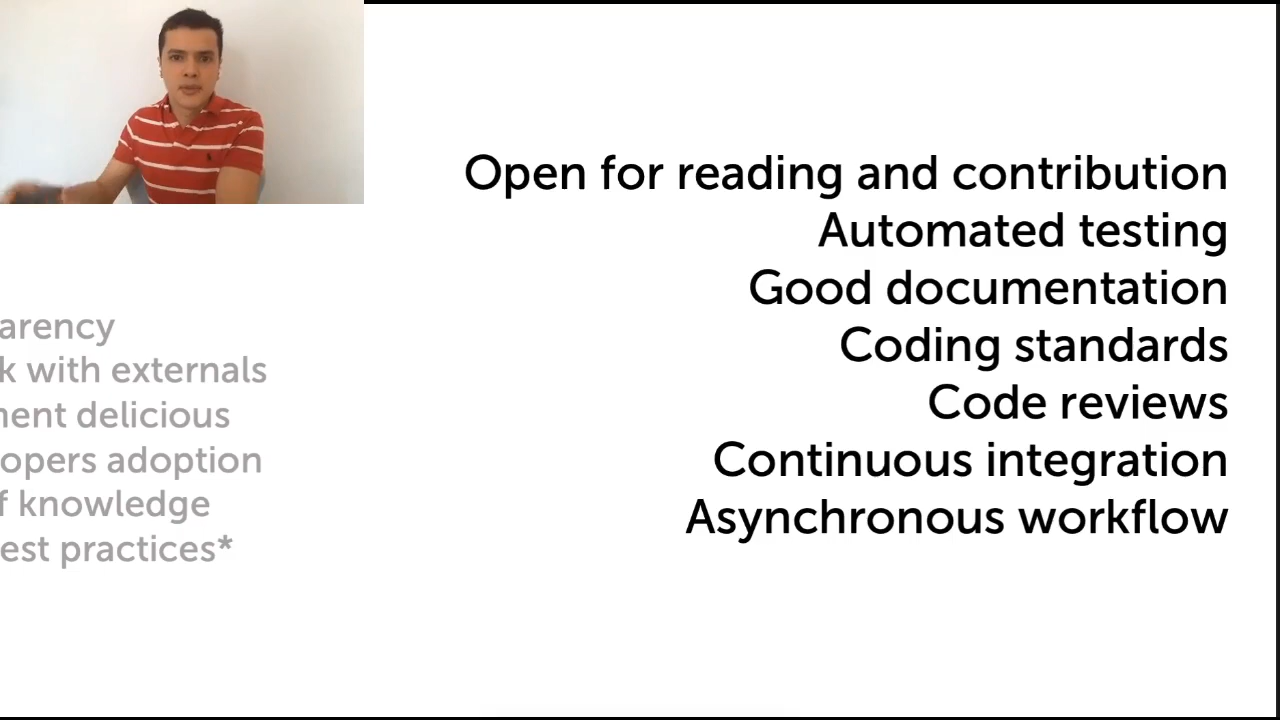 Open for reading and contribution
Automated testing
Good documentation
Coding standards
Code reviews
Continuous integration
Asynchronous workflow
arency
k with externals
ent delicious
opers adoption
f knowledge
est practices*